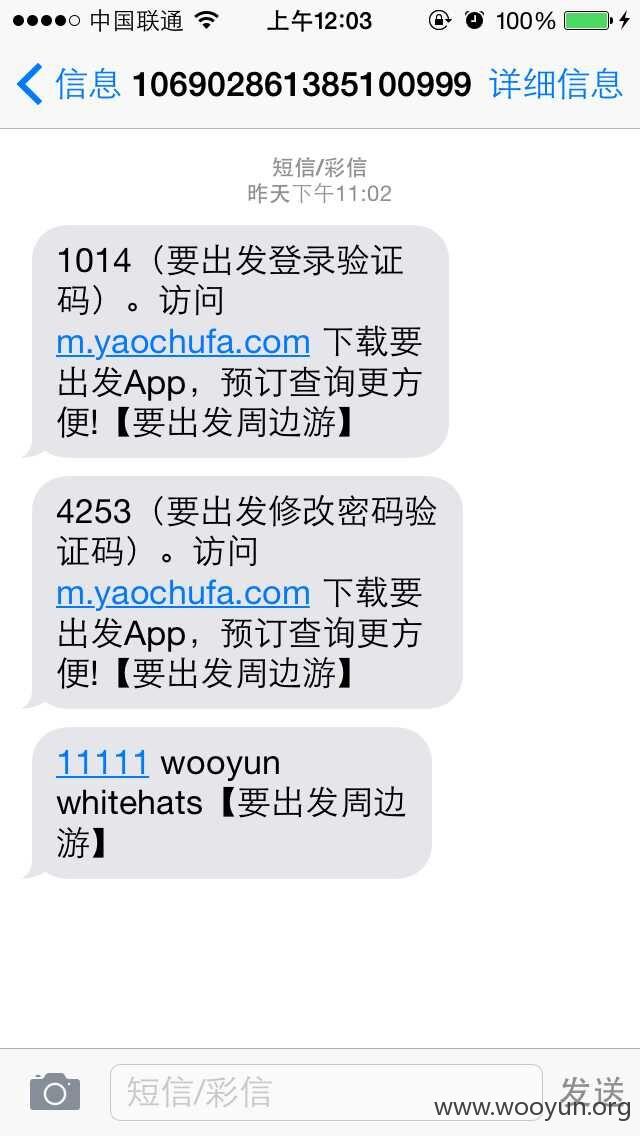 中国联通 上午12:03 100%
信息 106902861385100999 详细信息
短信/彩信
昨天下午11:02
1014（要出发登录验证
码）。访问
m.yaochufa.com 下载要
出发App，预订查询更方
便!【要出发周边游】
4253（要出发修改密码验
证码）。访问
m.yaochufa.com 下载要
出发App，预订查询更方
便!【要出发周边游】
11111 wooyun
whitehats【要出发周边
游】
短信/彩信 发送
www.wooyun.org